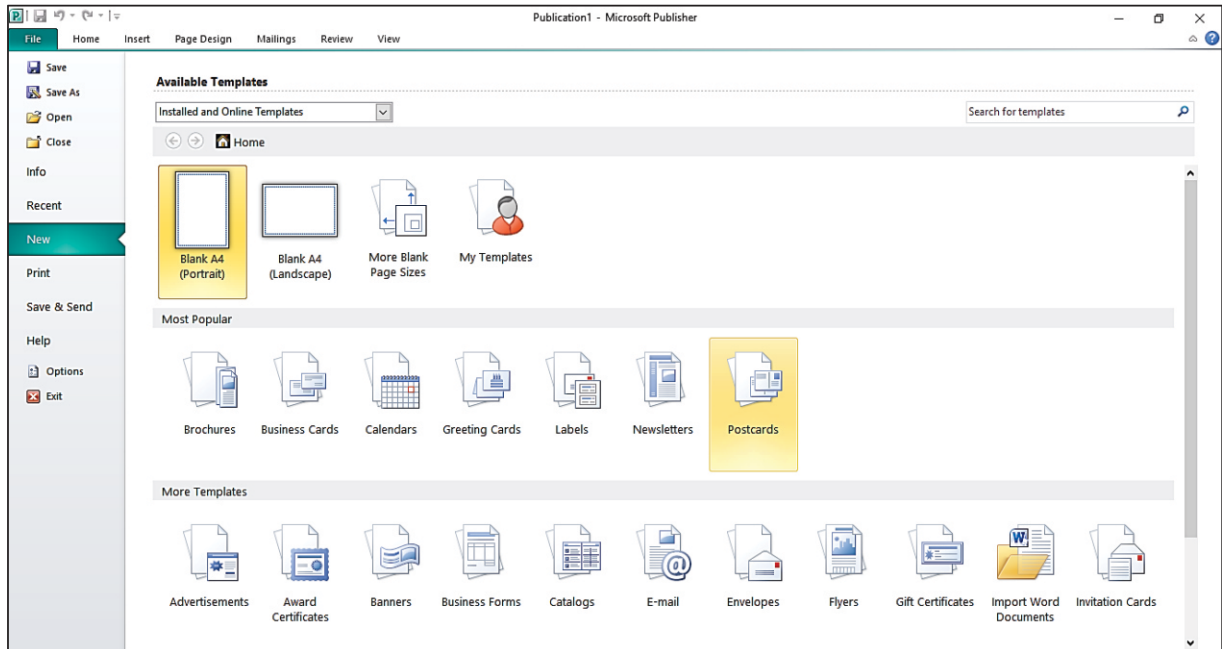 Publication1 - Microsoft Publisher
File Home Insert Page Design Mailings Review View
Save
Save As
Open
Close
Info
Recent
New
Print
Save & Send
Help
Options
Exit
Available Templates
Installed and Online Templates
Search for templates
Home
Blank A4 (Portrait)
Blank A4 (Landscape)
More Blank Page Sizes
My Templates
Most Popular
Brochures
Business Cards
Calendars
Greeting Cards
Labels
Newsletters
Postcards
More Templates
Advertisements
Award Certificates
Banners
Business Forms
Catalogs
E-mail
Envelopes
Flyers
Gift Certificates
Import Word Documents
Invitation Cards